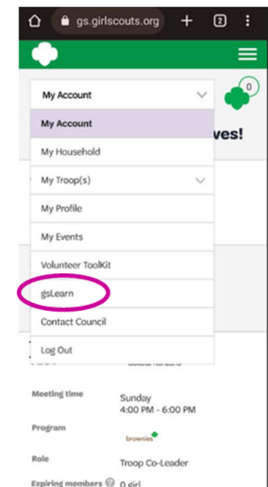 gs.girlscouts.org
2
My Account
0
My Account
ves!
My Household
My Troop(s)
My Profile
My Events
Volunteer ToolKit
gsLearn
Contact Council
Log Out
Meeting time
Sunday
4:00 PM - 6:00 PM
Program
brownies
Role
Troop Co-Leader
Expiring members
0 girl